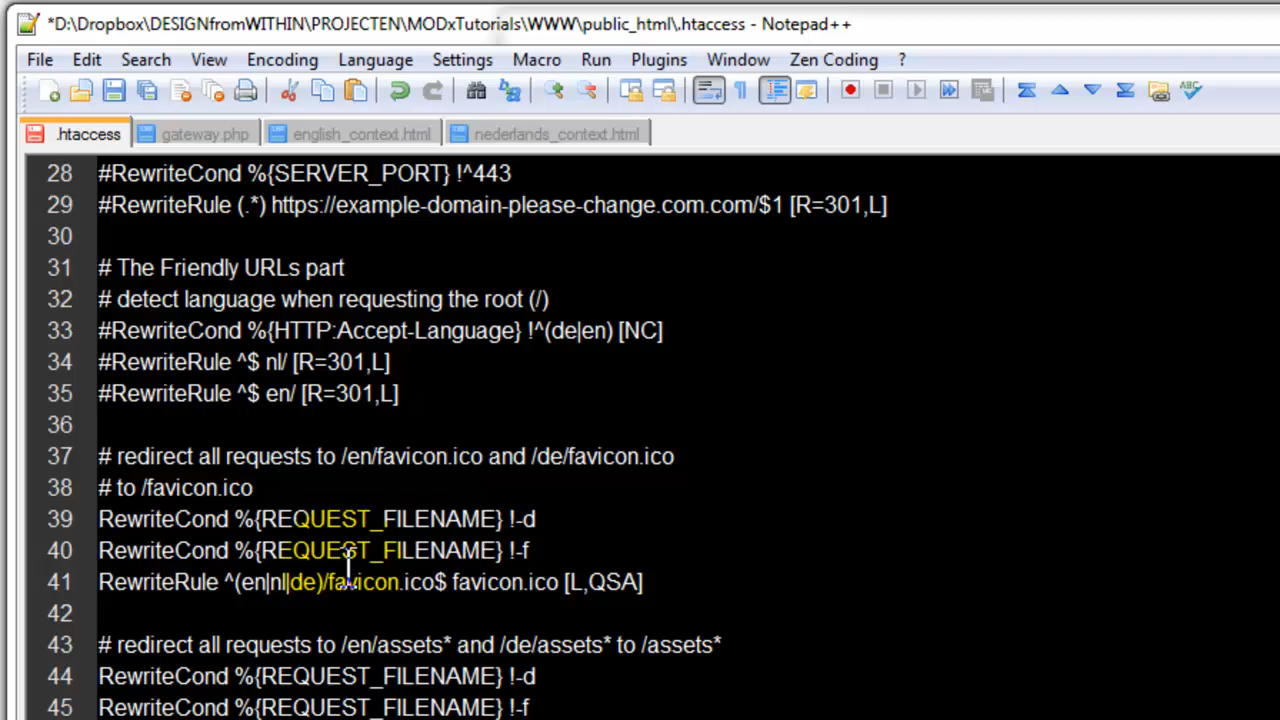 *D:\Dropbox\DESIGNfromWITHIN\PROJECTEN\MODxTutorials\WWW\public_html\.htaccess - Notepad++
File Edit Search View Encoding Language Settings Macro Run Plugins Window Zen Coding ?
.htaccess gateway.php english_context.html nederlands_context.html
28 #RewriteCond %{SERVER_PORT} !^443
29 #RewriteRule (.*) https://example-domain-please-change.com.com/$1 [R=301,L]
30
31 # The Friendly URLs part
32 # detect language when requesting the root (/)
33 #RewriteCond %{HTTP:Accept-Language} !^(de|en) [NC]
34 #RewriteRule ^$ nl/ [R=301,L]
35 #RewriteRule ^$ en/ [R=301,L]
36
37 # redirect all requests to /en/favicon.ico and /de/favicon.ico
38 # to /favicon.ico
39 RewriteCond %{REQUEST_FILENAME} !-d
40 RewriteCond %{REQUEST_FILENAME} !-f
41 RewriteRule ^(en|nl|de)/favicon.ico$ favicon.ico [L,QSA]
42
43 # redirect all requests to /en/assets* and /de/assets* to /assets*
44 RewriteCond %{REQUEST_FILENAME} !-d
45 RewriteCond %{REQUEST_FILENAME} !-f